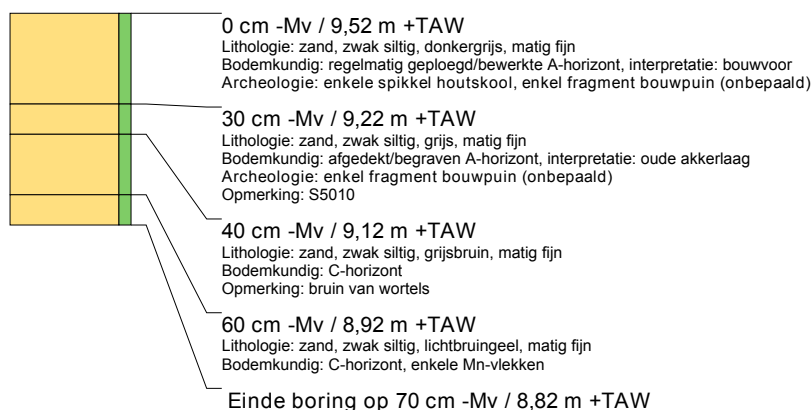 0 cm -Mv / 9,52 m +TAW
Lithologie: zand, zwak siltig, donkergrijs, matig fijn
Bodemkundig: regelmatig geploegd/bewerkte A-horizont, interpretatie: bouwvoor
Archeologie: enkele spikkel houtskool, enkel fragment bouwpuin (onbepaald)
30 cm -Mv / 9,22 m +TAW
Lithologie: zand, zwak siltig, grijs, matig fijn
Bodemkundig: afgedekt/begraven A-horizont, interpretatie: oude akkerlaag
Archeologie: enkel fragment bouwpuin (onbepaald)
Opmerking: S5010
40 cm -Mv / 9,12 m +TAW
Lithologie: zand, zwak siltig, grijsbruin, matig fijn
Bodemkundig: C-horizont
Opmerking: bruin van wortels
60 cm -Mv / 8,92 m +TAW
Lithologie: zand, zwak siltig, lichtbruingeel, matig fijn
Bodemkundig: C-horizont, enkele Mn-vlekken
Einde boring op 70 cm -Mv / 8,82 m +TAW